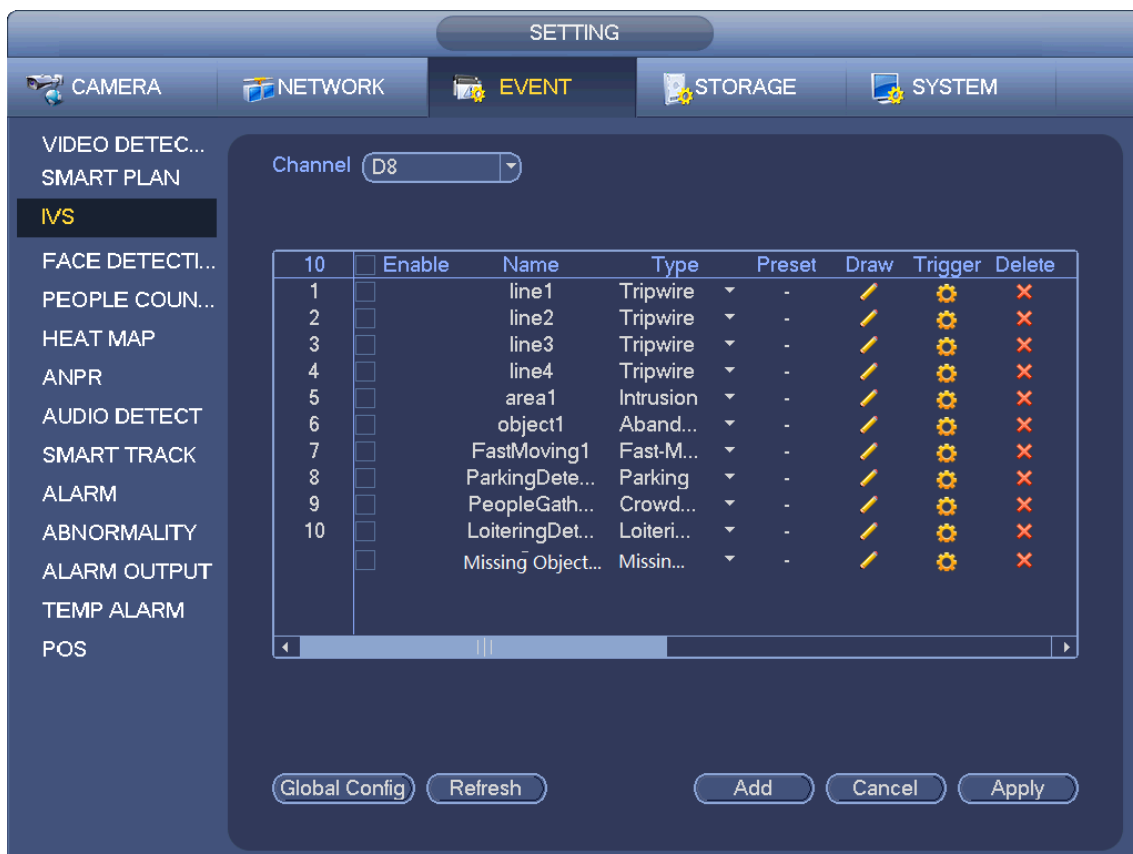 SETTING
CAMERA NETWORK EVENT STORAGE SYSTEM
VIDEO DETEC...
SMART PLAN
IVS
FACE DETECTI...
PEOPLE COUN...
HEAT MAP
ANPR
AUDIO DETECT
SMART TRACK
ALARM
ABNORMALITY
ALARM OUTPUT
TEMP ALARM
POS
Channel D8
10 Enable Name Type Preset Draw Trigger Delete
1 line1 Tripwire -
2 line2 Tripwire -
3 line3 Tripwire -
4 line4 Tripwire -
5 area1 Intrusion -
6 object1 Aband... -
7 FastMoving1 Fast-M... -
8 ParkingDete... Parking -
9 PeopleGath... Crowd... -
10 LoiteringDet... Loiteri... -
Missing Object... Missin... -
Global Config Refresh Add Cancel Apply